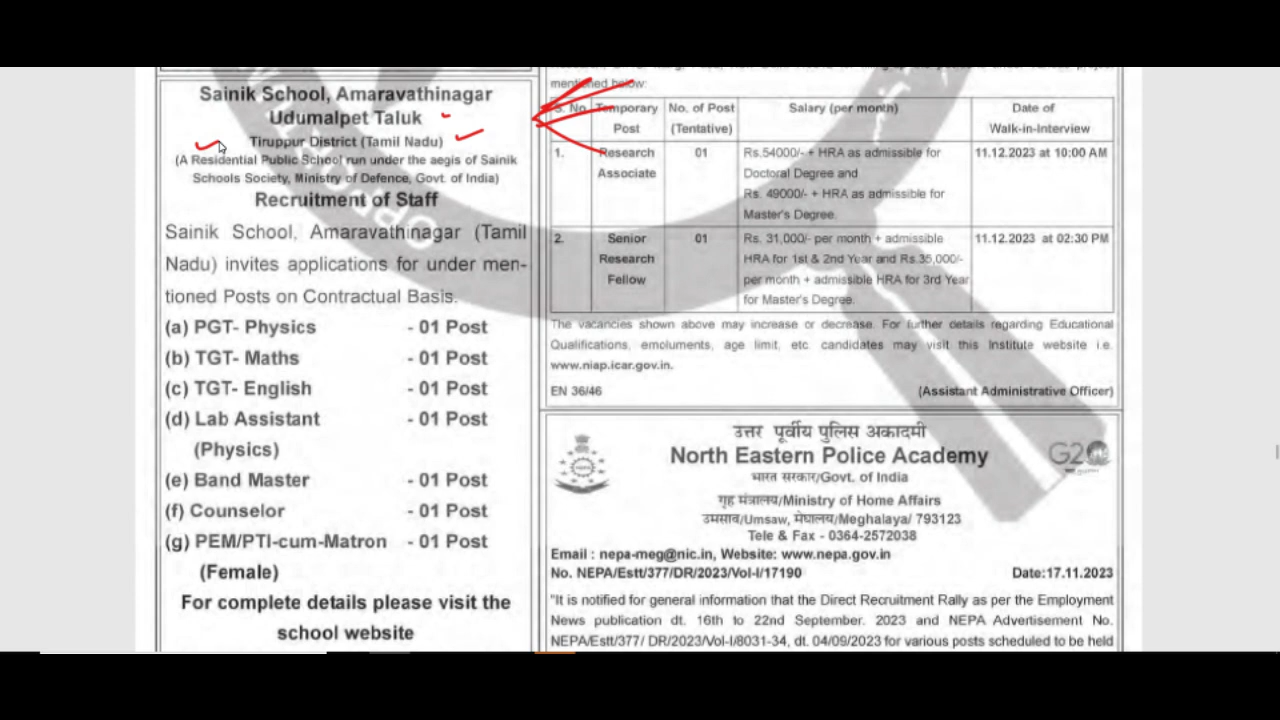 Sainik School, Amaravathinagar
Udumalpet Taluk
Tiruppur District (Tamil Nadu)
(A Residential Public School run under the aegis of Sainik
Schools Society, Ministry of Defence, Govt. of India)
Recruitment of Staff
Sainik School, Amaravathinagar (Tamil
Nadu) invites applications for under men-
tioned Posts on Contractual Basis.
(a) PGT- Physics - 01 Post
(b) TGT- Maths - 01 Post
(c) TGT- English - 01 Post
(d) Lab Assistant - 01 Post
(Physics)
(e) Band Master - 01 Post
(f) Counselor - 01 Post
(g) PEM/PTI-cum-Matron - 01 Post
(Female)
For complete details please visit the
school website
mentioned below:
S. No. Temporary Post No. of Post (Tentative) Salary (per month) Date of Walk-in-Interview
1. Research Associate 01 Rs.54000/- + HRA as admissible for 11.12.2023 at 10:00 AM
Doctoral Degree and
Rs. 49000/- + HRA as admissible for
Master's Degree.
2. Senior Research Fellow 01 Rs. 31,000/- per month + admissible 11.12.2023 at 02:30 PM
HRA for 1st & 2nd Year and Rs.35,000/-
per month + admissible HRA for 3rd Year
for Master's Degree.
The vacancies shown above may increase or decrease. For further details regarding Educational
Qualifications, emoluments, age limit, etc. candidates may visit this Institute website i.e.
www.niap.icar.gov.in.
EN 36/46 (Assistant Administrative Officer)
उत्तर पूर्वीय पुलिस अकादमी
North Eastern Police Academy
भारत सरकार/Govt. of India
गृह मंत्रालय/Ministry of Home Affairs
उमसाव/Umsaw, मेघालय/Meghalaya/ 793123
Tele & Fax - 0364-2572038
G20
Email : nepa-meg@nic.in, Website: www.nepa.gov.in
No. NEPA/Estt/377/DR/2023/Vol-I/17190 Date:17.11.2023
"It is notified for general information that the Direct Recruitment Rally as per the Employment
News publication dt. 16th to 22nd September. 2023 and NEPA Advertisement No.
NEPA/Estt/377/ DR/2023/Vol-I/8031-34, dt. 04/09/2023 for various posts scheduled to be held